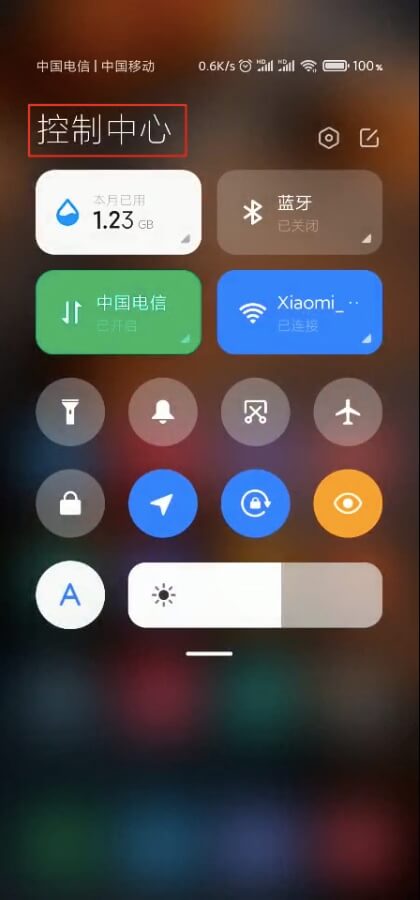 中国电信 | 中国移动 0.6K/s HD HD 100%
控制中心
本月已用
1.23 GB
蓝牙
已关闭
中国电信
已开启
Xiaomi_ ··
已连接
A